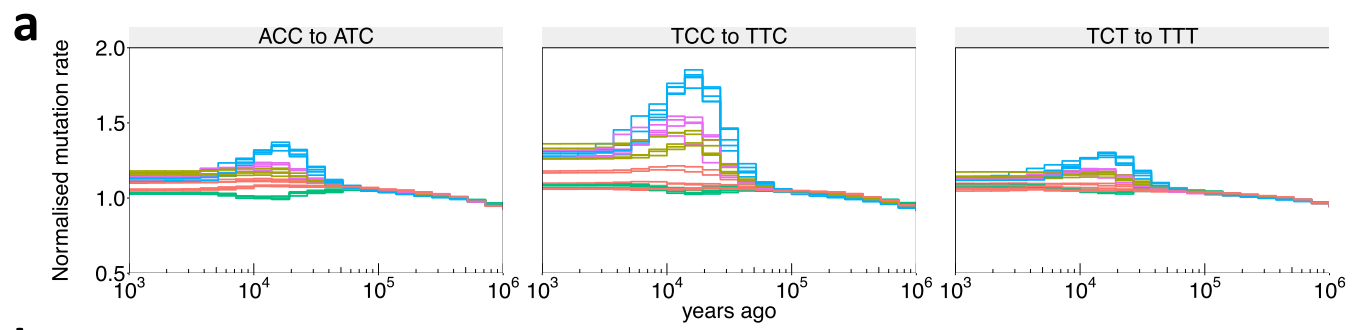 a
ACC to ATC
TCC to TTC
TCT to TTT
Normalised mutation rate
2.0
1.5
1.0
0.5
10³ 10⁴ 10⁵ 10⁶
10³ 10⁴ 10⁵ 10⁶
10³ 10⁴ 10⁵ 10⁶
years ago